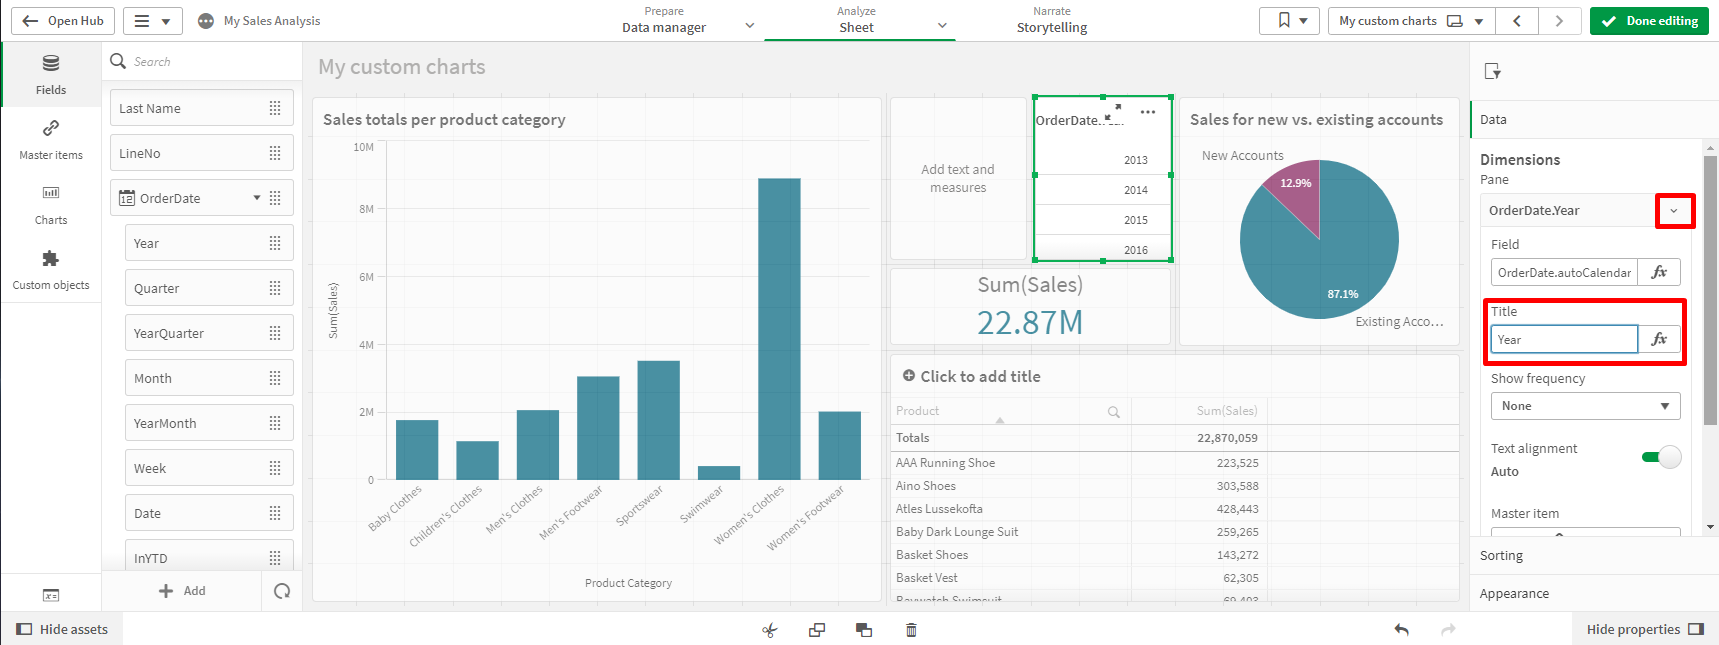 Open Hub
My Sales Analysis
Prepare
Data manager
Analyze
Sheet
Narrate
Storytelling
My custom charts
Done editing
Fields
Master items
Charts
Custom objects
Search
Last Name
LineNo
12 OrderDate
Year
Quarter
YearQuarter
Month
YearMonth
Week
Date
InYTD
Add
My custom charts
Sales totals per product category
10M
8M
6M
4M
2M
0
Sum(Sales)
Baby Clothes
Children's Clothes
Men's Clothes
Men's Footwear
Sportswear
Swimwear
Women's Clothes
Women's Footwear
Product Category
Add text and
measures
OrderDate.Year
2013
2014
2015
2016
Sum(Sales)
22.87M
Sales for new vs. existing accounts
New Accounts
12.9%
87.1%
Existing Acco…
Click to add title
Product Sum(Sales)
Totals 22,870,059
AAA Running Shoe 223,525
Aino Shoes 303,588
Atles Lussekofta 428,443
Baby Dark Lounge Suit 259,265
Basket Shoes 143,272
Basket Vest 62,305
Baywatch Swimsuit 69,403
Data
Dimensions
Pane
OrderDate.Year
Field
OrderDate.autoCalendar fx
Title
Year fx
Show frequency
None
Text alignment
Auto
Master item
Sorting
Appearance
Hide assets
Hide properties